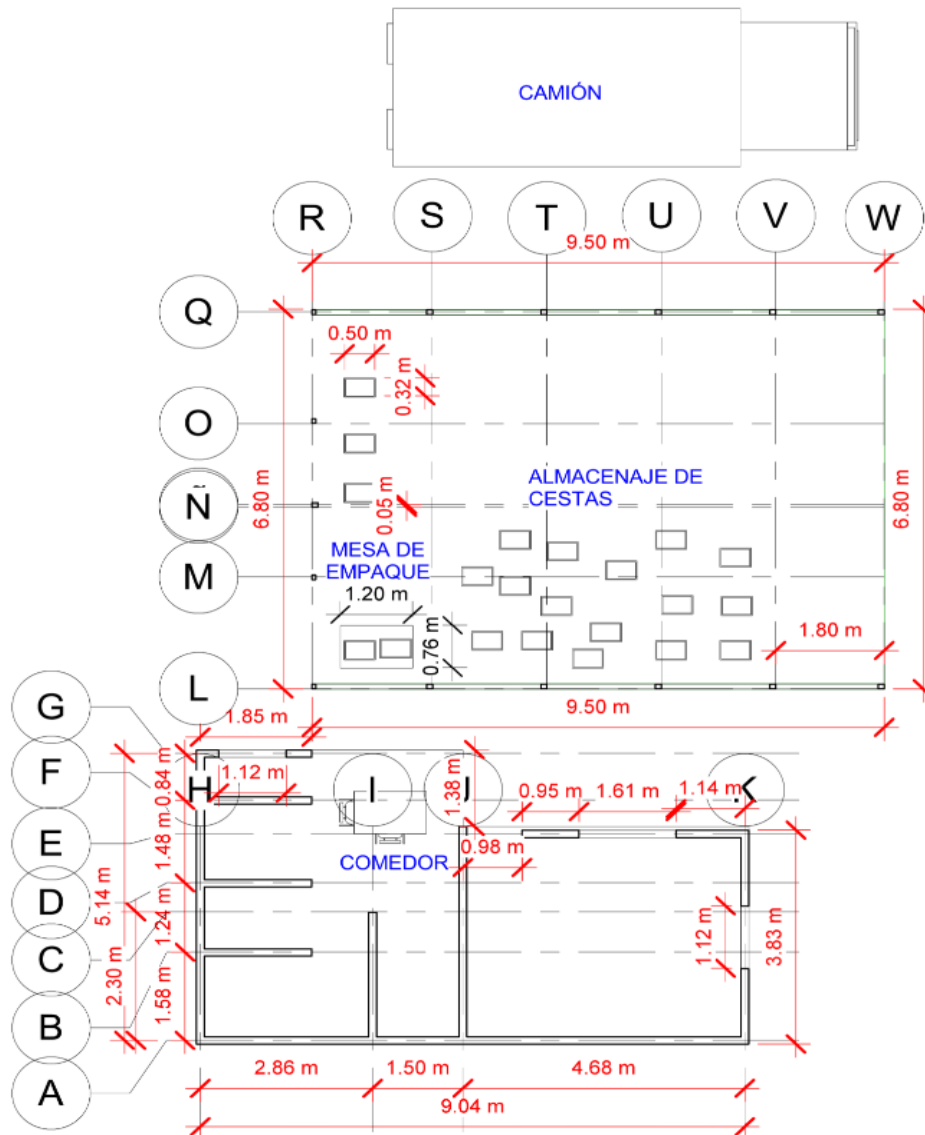 CAMIÓN
R
S
T
U
V
W
9.50 m
Q
0.50 m
0.32 m
O
ALMACENAJE DE
CESTAS
Ñ
0.05 m
6.80 m
6.80 m
MESA DE
EMPAQUE
M
1.20 m
0.76 m
1.80 m
L
G
1.85 m
9.50 m
F
H
I
J
K
0.84 m
1.12 m
1.38 m
0.95 m
1.61 m
1.14 m
E
1.48 m
COMEDOR
0.98 m
D
5.14 m
1.24 m
1.12 m
3.83 m
C
2.30 m
1.58 m
B
A
2.86 m
1.50 m
4.68 m
9.04 m